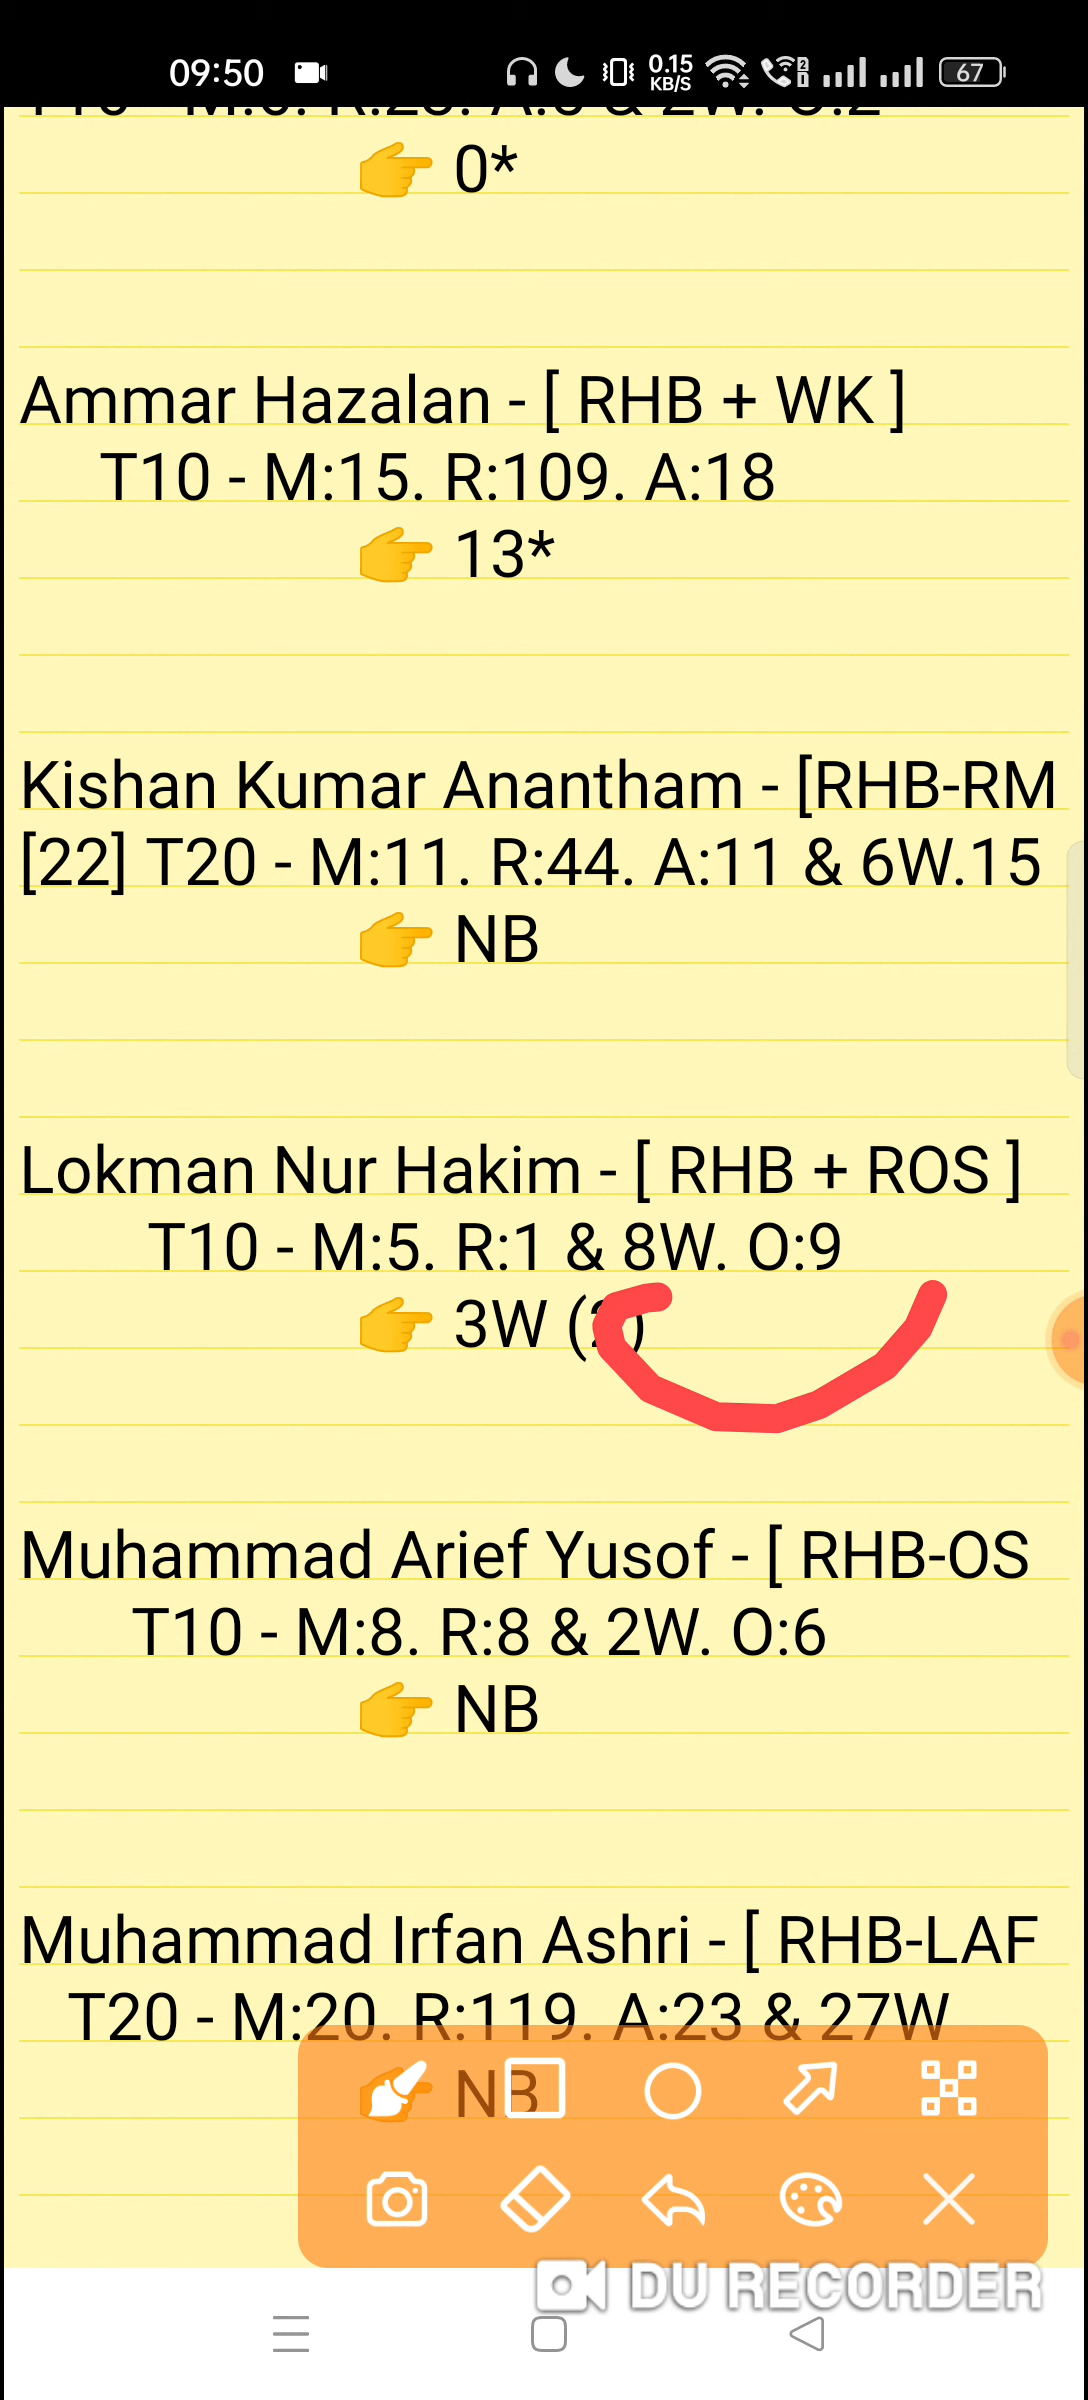 09:50 0.15 KB/S 2 1 67
👉 0*
Ammar Hazalan - [ RHB + WK ]
T10 - M:15. R:109. A:18
👉 13*
Kishan Kumar Anantham - [RHB-RM
[22] T20 - M:11. R:44. A:11 & 6W.15
👉 NB
Lokman Nur Hakim - [ RHB + ROS ]
T10 - M:5. R:1 & 8W. O:9
👉 3W
Muhammad Arief Yusof - [ RHB-OS
T10 - M:8. R:8 & 2W. O:6
👉 NB
Muhammad Irfan Ashri - [ RHB-LAF
T20 - M:20. R:119. A:23 & 27W
NB
DU RECORDER